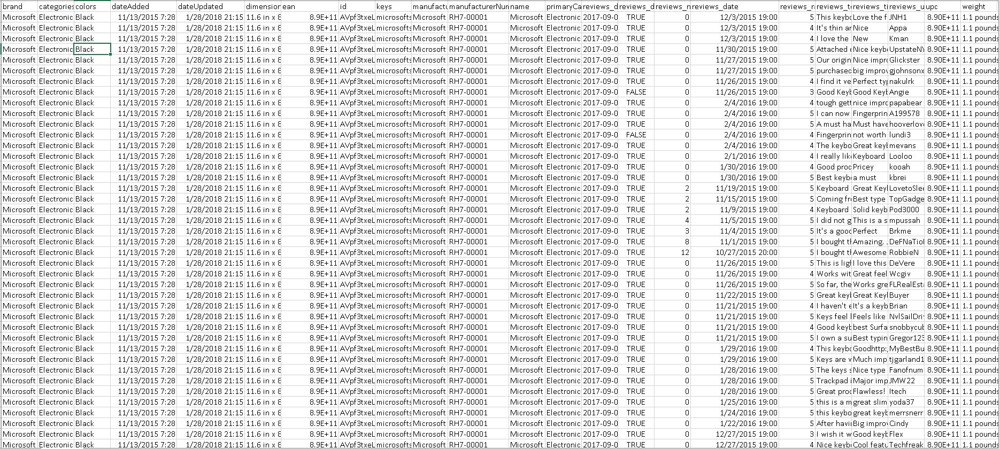 brand categories colors dateAdded dateUpdated dimension ean id keys manufactu manufacturerNum name primaryCa reviews_d reviews_d reviews_n reviews_date reviews_r reviews_te reviews_ti reviews_u upc weight
Microsoft Electronic Black 11/13/2015 7:28 1/28/2018 21:15 11.6 in x 8 8.9E+11 AVpf3txeL microsofts Microsoft RH7-00001 Microsoft Electronic 2017-09-0 TRUE 0 12/3/2015 19:00 5 This keybo Love the f JNH1 8.90E+11 1.1 pounds
Microsoft Electronic Black 11/13/2015 7:28 1/28/2018 21:15 11.6 in x 8 8.9E+11 AVpf3txeL microsofts Microsoft RH7-00001 Microsoft Electronic 2017-09-0 TRUE 0 12/3/2015 19:00 4 It's thin ar Nice Appa 8.90E+11 1.1 pounds
Microsoft Electronic Black 11/13/2015 7:28 1/28/2018 21:15 11.6 in x 8 8.9E+11 AVpf3txeL microsofts Microsoft RH7-00001 Microsoft Electronic 2017-09-0 TRUE 0 12/3/2015 19:00 4 I love the New Kman 8.90E+11 1.1 pounds
Microsoft Electronic Black 11/13/2015 7:28 1/28/2018 21:15 11.6 in x 8 8.9E+11 AVpf3txeL microsofts Microsoft RH7-00001 Microsoft Electronic 2017-09-0 TRUE 0 11/30/2015 19:00 5 Attached Nice keyb UpstateNY 8.90E+11 1.1 pounds
Microsoft Electronic Black 11/13/2015 7:28 1/28/2018 21:15 11.6 in x 8 8.9E+11 AVpf3txeL microsofts Microsoft RH7-00001 Microsoft Electronic 2017-09-0 TRUE 0 11/27/2015 19:00 5 Our origin Nice impr Glickster 8.90E+11 1.1 pounds
Microsoft Electronic Black 11/13/2015 7:28 1/28/2018 21:15 11.6 in x 8 8.9E+11 AVpf3txeL microsofts Microsoft RH7-00001 Microsoft Electronic 2017-09-0 TRUE 0 11/27/2015 19:00 5 purchased big improv gjohnsonx 8.90E+11 1.1 pounds
Microsoft Electronic Black 11/13/2015 7:28 1/28/2018 21:15 11.6 in x 8 8.9E+11 AVpf3txeL microsofts Microsoft RH7-00001 Microsoft Electronic 2017-09-0 TRUE 0 11/26/2015 19:00 4 I find it ve Perfect ty nakulrk 8.90E+11 1.1 pounds
Microsoft Electronic Black 11/13/2015 7:28 1/28/2018 21:15 11.6 in x 8 8.9E+11 AVpf3txeL microsofts Microsoft RH7-00001 Microsoft Electronic 2017-09-0 FALSE 0 11/26/2015 19:00 3 Good Keyb Good Keyb Angie 8.90E+11 1.1 pounds
Microsoft Electronic Black 11/13/2015 7:28 1/28/2018 21:15 11.6 in x 8 8.9E+11 AVpf3txeL microsofts Microsoft RH7-00001 Microsoft Electronic 2017-09-0 TRUE 0 2/4/2016 19:00 4 tough gett nice impro papabear 8.90E+11 1.1 pounds
Microsoft Electronic Black 11/13/2015 7:28 1/28/2018 21:15 11.6 in x 8 8.9E+11 AVpf3txeL microsofts Microsoft RH7-00001 Microsoft Electronic 2017-09-0 TRUE 0 2/4/2016 19:00 5 I can now Fingerprin A199578 8.90E+11 1.1 pounds
Microsoft Electronic Black 11/13/2015 7:28 1/28/2018 21:15 11.6 in x 8 8.9E+11 AVpf3txeL microsofts Microsoft RH7-00001 Microsoft Electronic 2017-09-0 TRUE 0 2/4/2016 19:00 5 A must ha Must have hooverlov 8.90E+11 1.1 pounds
Microsoft Electronic Black 11/13/2015 7:28 1/28/2018 21:15 11.6 in x 8 8.9E+11 AVpf3txeL microsofts Microsoft RH7-00001 Microsoft Electronic 2017-09-0 FALSE 0 2/4/2016 19:00 4 Fingerprin not worth lundi3 8.90E+11 1.1 pounds
Microsoft Electronic Black 11/13/2015 7:28 1/28/2018 21:15 11.6 in x 8 8.9E+11 AVpf3txeL microsofts Microsoft RH7-00001 Microsoft Electronic 2017-09-0 TRUE 0 2/4/2016 19:00 4 The keybo Great keyb mevans 8.90E+11 1.1 pounds
Microsoft Electronic Black 11/13/2015 7:28 1/28/2018 21:15 11.6 in x 8 8.9E+11 AVpf3txeL microsofts Microsoft RH7-00001 Microsoft Electronic 2017-09-0 TRUE 0 2/1/2016 19:00 4 I really lik Keyboard Looloo 8.90E+11 1.1 pounds
Microsoft Electronic Black 11/13/2015 7:28 1/28/2018 21:15 11.6 in x 8 8.9E+11 AVpf3txeL microsofts Microsoft RH7-00001 Microsoft Electronic 2017-09-0 TRUE 0 1/30/2016 19:00 4 Good proc Pricey kooah 8.90E+11 1.1 pounds
Microsoft Electronic Black 11/13/2015 7:28 1/28/2018 21:15 11.6 in x 8 8.9E+11 AVpf3txeL microsofts Microsoft RH7-00001 Microsoft Electronic 2017-09-0 TRUE 0 1/30/2016 19:00 5 Best keyb a must kbrei 8.90E+11 1.1 pounds
Microsoft Electronic Black 11/13/2015 7:28 1/28/2018 21:15 11.6 in x 8 8.9E+11 AVpf3txeL microsofts Microsoft RH7-00001 Microsoft Electronic 2017-09-0 TRUE 2 11/19/2015 19:00 5 Keyboard Great Keyl LovetoSlee 8.90E+11 1.1 pounds
Microsoft Electronic Black 11/13/2015 7:28 1/28/2018 21:15 11.6 in x 8 8.9E+11 AVpf3txeL microsofts Microsoft RH7-00001 Microsoft Electronic 2017-09-0 TRUE 2 11/15/2015 19:00 5 Coming fr Best type TopGadge 8.90E+11 1.1 pounds
Microsoft Electronic Black 11/13/2015 7:28 1/28/2018 21:15 11.6 in x 8 8.9E+11 AVpf3txeL microsofts Microsoft RH7-00001 Microsoft Electronic 2017-09-0 TRUE 2 11/9/2015 19:00 4 Keyboard Solid keyb Pod3000 8.90E+11 1.1 pounds
Microsoft Electronic Black 11/13/2015 7:28 1/28/2018 21:15 11.6 in x 8 8.9E+11 AVpf3txeL microsofts Microsoft RH7-00001 Microsoft Electronic 2017-09-0 TRUE 4 11/5/2015 19:00 5 I did not g This is a s mpussah 8.90E+11 1.1 pounds
Microsoft Electronic Black 11/13/2015 7:28 1/28/2018 21:15 11.6 in x 8 8.9E+11 AVpf3txeL microsofts Microsoft RH7-00001 Microsoft Electronic 2017-09-0 TRUE 3 11/4/2015 19:00 5 It's a good Perfect Brkme 8.90E+11 1.1 pounds
Microsoft Electronic Black 11/13/2015 7:28 1/28/2018 21:15 11.6 in x 8 8.9E+11 AVpf3txeL microsofts Microsoft RH7-00001 Microsoft Electronic 2017-09-0 TRUE 8 11/1/2015 19:00 5 I bought th Amazing. . DeFNaTio 8.90E+11 1.1 pounds
Microsoft Electronic Black 11/13/2015 7:28 1/28/2018 21:15 11.6 in x 8 8.9E+11 AVpf3txeL microsofts Microsoft RH7-00001 Microsoft Electronic 2017-09-0 TRUE 12 10/27/2015 20:00 5 I bought th Awesome RobbieN 8.90E+11 1.1 pounds
Microsoft Electronic Black 11/13/2015 7:28 1/28/2018 21:15 11.6 in x 8 8.9E+11 AVpf3txeL microsofts Microsoft RH7-00001 Microsoft Electronic 2017-09-0 TRUE 0 11/26/2015 19:00 5 This is ligh I love this DeVere 8.90E+11 1.1 pounds
Microsoft Electronic Black 11/13/2015 7:28 1/28/2018 21:15 11.6 in x 8 8.9E+11 AVpf3txeL microsofts Microsoft RH7-00001 Microsoft Electronic 2017-09-0 TRUE 0 11/26/2015 19:00 4 Works wit Great feel Wcgiv 8.90E+11 1.1 pounds
Microsoft Electronic Black 11/13/2015 7:28 1/28/2018 21:15 11.6 in x 8 8.9E+11 AVpf3txeL microsofts Microsoft RH7-00001 Microsoft Electronic 2017-09-0 TRUE 0 11/26/2015 19:00 5 So far, the Works gre FLRealEst 8.90E+11 1.1 pounds
Microsoft Electronic Black 11/13/2015 7:28 1/28/2018 21:15 11.6 in x 8 8.9E+11 AVpf3txeL microsofts Microsoft RH7-00001 Microsoft Electronic 2017-09-0 TRUE 0 11/22/2015 19:00 5 Great keyb Great Keyl Buyer 8.90E+11 1.1 pounds
Microsoft Electronic Black 11/13/2015 7:28 1/28/2018 21:15 11.6 in x 8 8.9E+11 AVpf3txeL microsofts Microsoft RH7-00001 Microsoft Electronic 2017-09-0 TRUE 0 11/21/2015 19:00 4 I haven't e It's a keyb Brian 8.90E+11 1.1 pounds
Microsoft Electronic Black 11/13/2015 7:28 1/28/2018 21:15 11.6 in x 8 8.9E+11 AVpf3txeL microsofts Microsoft RH7-00001 Microsoft Electronic 2017-09-0 TRUE 0 11/21/2015 19:00 5 Keys feel l Feels like NvlSailDri 8.90E+11 1.1 pounds
Microsoft Electronic Black 11/13/2015 7:28 1/28/2018 21:15 11.6 in x 8 8.9E+11 AVpf3txeL microsofts Microsoft RH7-00001 Microsoft Electronic 2017-09-0 TRUE 0 11/21/2015 19:00 4 Good keyb best Surfa snobbycub 8.90E+11 1.1 pounds
Microsoft Electronic Black 11/13/2015 7:28 1/28/2018 21:15 11.6 in x 8 8.9E+11 AVpf3txeL microsofts Microsoft RH7-00001 Microsoft Electronic 2017-09-0 TRUE 0 11/21/2015 19:00 5 I own a su Best typin Gregor123 8.90E+11 1.1 pounds
Microsoft Electronic Black 11/13/2015 7:28 1/28/2018 21:15 11.6 in x 8 8.9E+11 AVpf3txeL microsofts Microsoft RH7-00001 Microsoft Electronic 2017-09-0 TRUE 0 1/29/2016 19:00 4 This keybo Goodhttp: MyBestBu 8.90E+11 1.1 pounds
Microsoft Electronic Black 11/13/2015 7:28 1/28/2018 21:15 11.6 in x 8 8.9E+11 AVpf3txeL microsofts Microsoft RH7-00001 Microsoft Electronic 2017-09-0 TRUE 0 1/29/2016 19:00 5 Keys are w Much imp tjgarland1 8.90E+11 1.1 pounds
Microsoft Electronic Black 11/13/2015 7:28 1/28/2018 21:15 11.6 in x 8 8.9E+11 AVpf3txeL microsofts Microsoft RH7-00001 Microsoft Electronic 2017-09-0 TRUE 0 1/28/2016 19:00 5 The keys s Nice type Fanofnum 8.90E+11 1.1 pounds
Microsoft Electronic Black 11/13/2015 7:28 1/28/2018 21:15 11.6 in x 8 8.9E+11 AVpf3txeL microsofts Microsoft RH7-00001 Microsoft Electronic 2017-09-0 TRUE 0 1/28/2016 19:00 5 Trackpad i Major imp JMW22 8.90E+11 1.1 pounds
Microsoft Electronic Black 11/13/2015 7:28 1/28/2018 21:15 11.6 in x 8 8.9E+11 AVpf3txeL microsofts Microsoft RH7-00001 Microsoft Electronic 2017-09-0 TRUE 0 1/28/2016 19:00 5 Great proc Flawless! Itech 8.90E+11 1.1 pounds
Microsoft Electronic Black 11/13/2015 7:28 1/28/2018 21:15 11.6 in x 8 8.9E+11 AVpf3txeL microsofts Microsoft RH7-00001 Microsoft Electronic 2017-09-0 TRUE 0 1/25/2016 19:00 5 this is a m great slim yoda37 8.90E+11 1.1 pounds
Microsoft Electronic Black 11/13/2015 7:28 1/28/2018 21:15 11.6 in x 8 8.9E+11 AVpf3txeL microsofts Microsoft RH7-00001 Microsoft Electronic 2017-09-0 TRUE 0 1/24/2016 19:00 5 this keybo great keyb merrsnerr 8.90E+11 1.1 pounds
Microsoft Electronic Black 11/13/2015 7:28 1/28/2018 21:15 11.6 in x 8 8.9E+11 AVpf3txeL microsofts Microsoft RH7-00001 Microsoft Electronic 2017-09-0 TRUE 0 1/22/2016 19:00 5 After havi Big improv Cindy 8.90E+11 1.1 pounds
Microsoft Electronic Black 11/13/2015 7:28 1/28/2018 21:15 11.6 in x 8 8.9E+11 AVpf3txeL microsofts Microsoft RH7-00001 Microsoft Electronic 2017-09-0 TRUE 0 12/27/2015 19:00 3 I wish it w Good keyb Flex 8.90E+11 1.1 pounds
Microsoft Electronic Black 11/13/2015 7:28 1/28/2018 21:15 11.6 in x 8 8.9E+11 AVpf3txeL microsofts Microsoft RH7-00001 Microsoft Electronic 2017-09-0 TRUE 0 12/27/2015 19:00 4 Nice keyb Cool featu Techfreak 8.90E+11 1.1 pounds